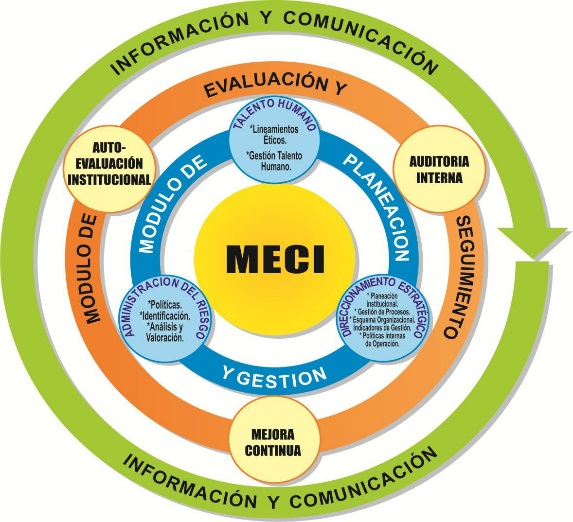 INFORMACIÓN Y COMUNICACIÓN
EVALUACIÓN Y
SEGUIMIENTO
MODULO DE
AUTO-
EVALUACIÓN
INSTITUCIONAL
AUDITORIA
INTERNA
MEJORA
CONTINUA
MODULO DE
PLANEACION
Y GESTION
TALENTO HUMANO
*Lineamientos
Éticos.
*Gestión Talento
Humano.
ADMINISTRACION DEL RIESGO
*Políticas.
*Identificación.
*Análisis y
Valoración.
DIRECCIONAMIENTO ESTRATÉGICO
* Planeación
institucional.
* Gestión de Procesos.
* Esquema Organizacional.
Indicadores de Gestión.
* Políticas Internas
de Operación.
MECI
INFORMACIÓN Y COMUNICACIÓN